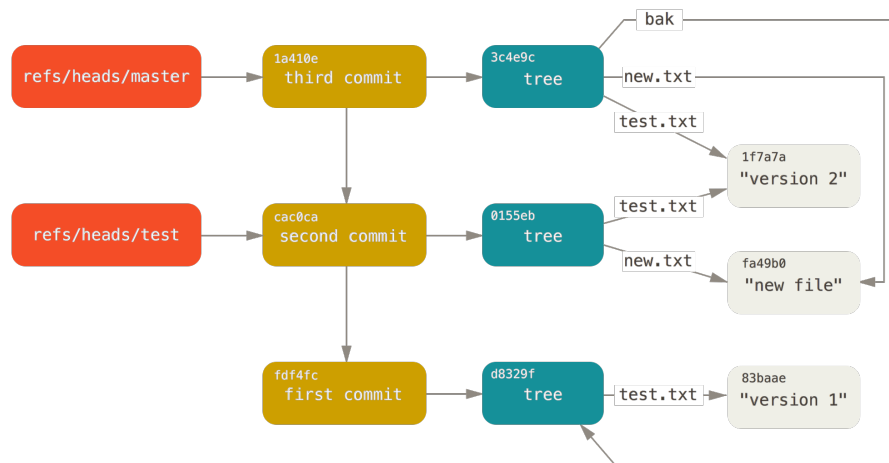 bak
1a410e
3c4e9c
refs/heads/master
third commit
tree
new.txt
test.txt
1f7a7a
"version 2"
cac0ca
0155eb
test.txt
refs/heads/test
second commit
tree
new.txt
fa49b0
"new file"
fdf4fc
d8329f
83baae
first commit
tree
test.txt
"version 1"